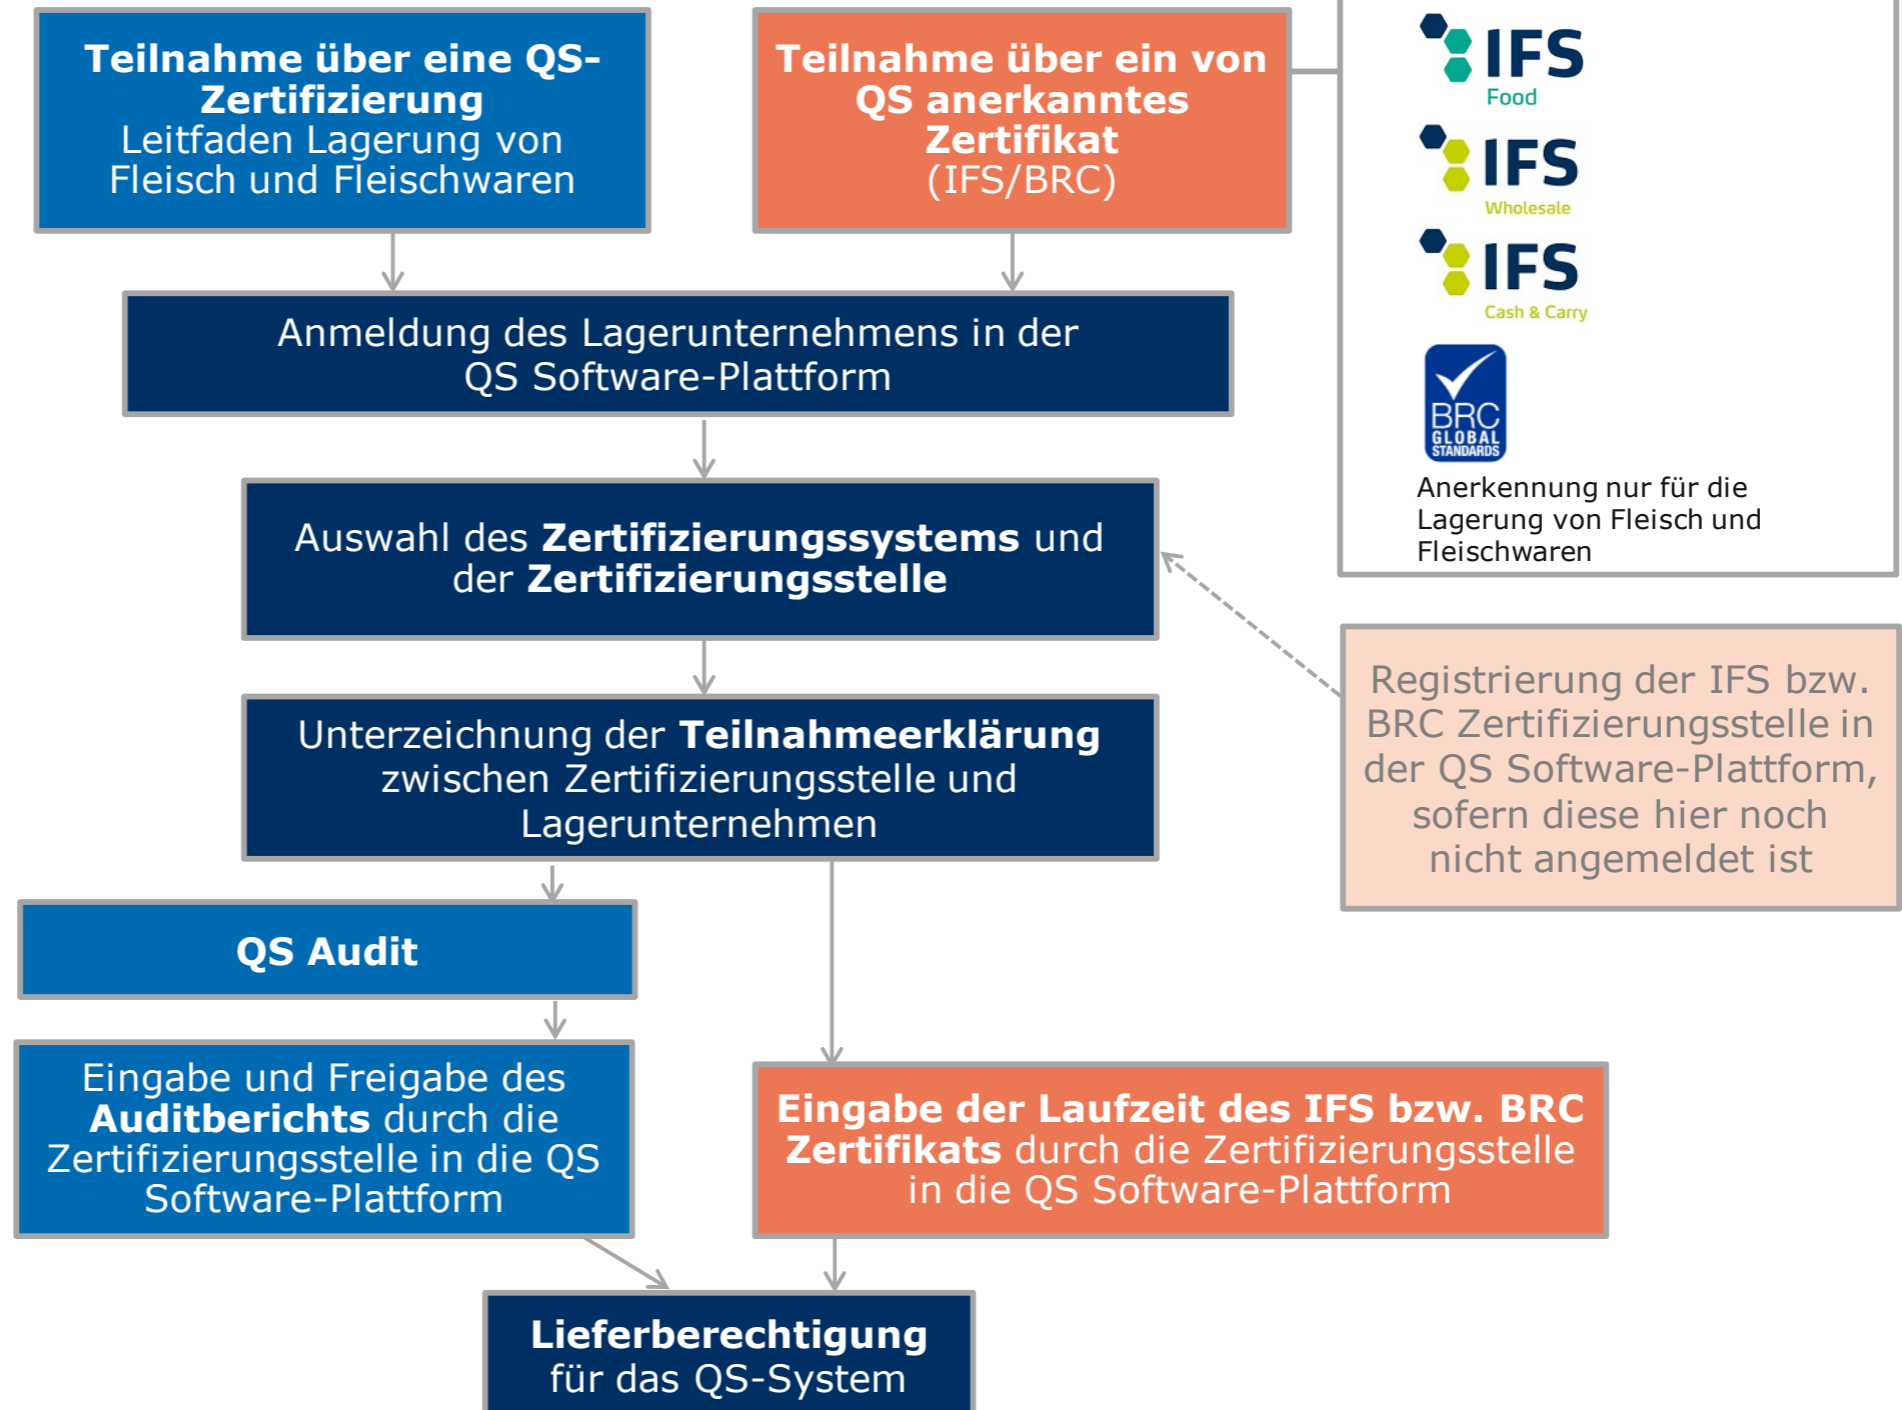 Teilnahme über eine QS-
Zertifizierung
Leitfaden Lagerung von
Fleisch und Fleischwaren
Teilnahme über ein von
QS anerkanntes
Zertifikat
(IFS/BRC)
IFS
Food
IFS
Wholesale
IFS
Cash & Carry
BRC
GLOBAL
STANDARDS
Anerkennung nur für die
Lagerung von Fleisch und
Fleischwaren
Anmeldung des Lagerunternehmens in der
QS Software-Plattform
Auswahl des Zertifizierungssystems und
der Zertifizierungsstelle
Registrierung der IFS bzw.
BRC Zertifizierungsstelle in
der QS Software-Plattform,
sofern diese hier noch
nicht angemeldet ist
Unterzeichnung der Teilnahmeerklärung
zwischen Zertifizierungsstelle und
Lagerunternehmen
QS Audit
Eingabe und Freigabe des
Auditberichts durch die
Zertifizierungsstelle in die QS
Software-Plattform
Eingabe der Laufzeit des IFS bzw. BRC
Zertifikats durch die Zertifizierungsstelle
in die QS Software-Plattform
Lieferberechtigung
für das QS-System